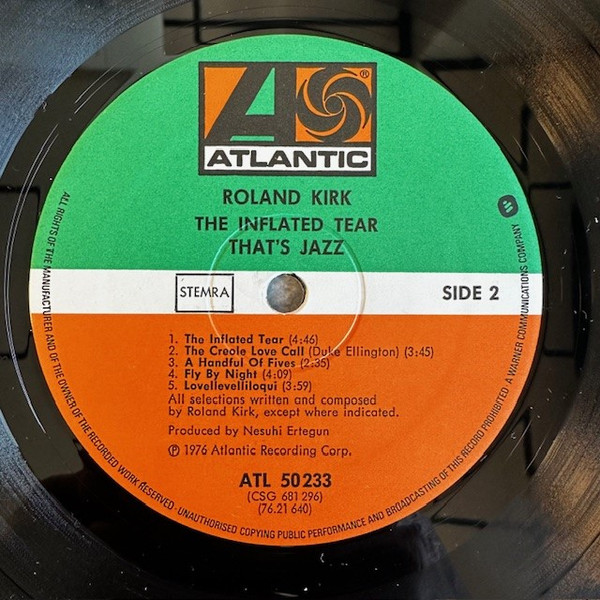 ®
ATLANTIC
ROLAND KIRK
THE INFLATED TEAR
THAT'S JAZZ
STEMRA
SIDE 2
1. The Inflated Tear (4:46)
2. The Creole Love Call (Duke Ellington) (3:45)
3. A Handful Of Fives (2:35)
4. Fly By Night (4:09)
5. Lovellevelliloqui (3:59)
All selections written and composed
by Roland Kirk, except where indicated.
Produced by Nesuhi Ertegun
℗ 1976 Atlantic Recording Corp.
ATL 50 233
(CSG 681 296)
(76.21 640)
ALL RIGHTS OF THE MANUFACTURER AND OF THE OWNER OF THE RECORDED WORK RESERVED · UNAUTHORISED COPYING PUBLIC PERFORMANCE AND BROADCASTING OF THIS RECORD PROHIBITED A WARNER COMMUNICATIONS COMPANY